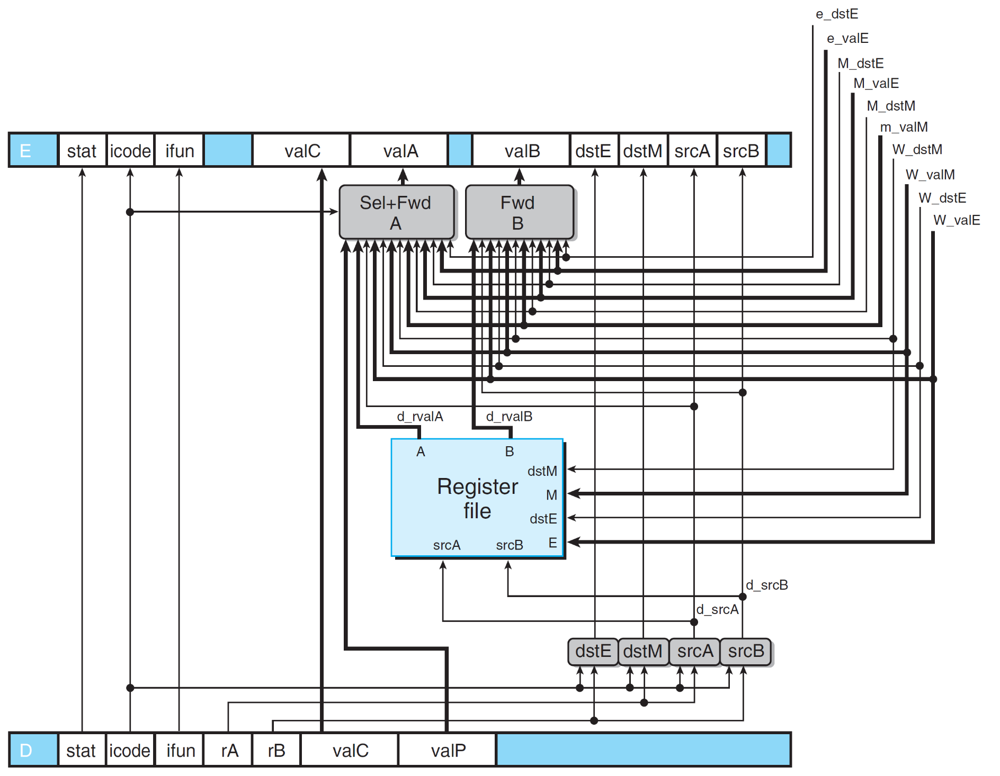 e_dstE
e_valE
M_dstE
M_valE
M_dstM
m_valM
W_dstM
W_valM
W_dstE
W_valE
E stat icode ifun valC valA valB dstE dstM srcA srcB
Sel+Fwd
A
Fwd
B
d_rvalA d_rvalB
A B
dstM
Register
file
M
dstE
E
srcA srcB
d_srcB
d_srcA
dstE dstM srcA srcB
D stat icode ifun rA rB valC valP